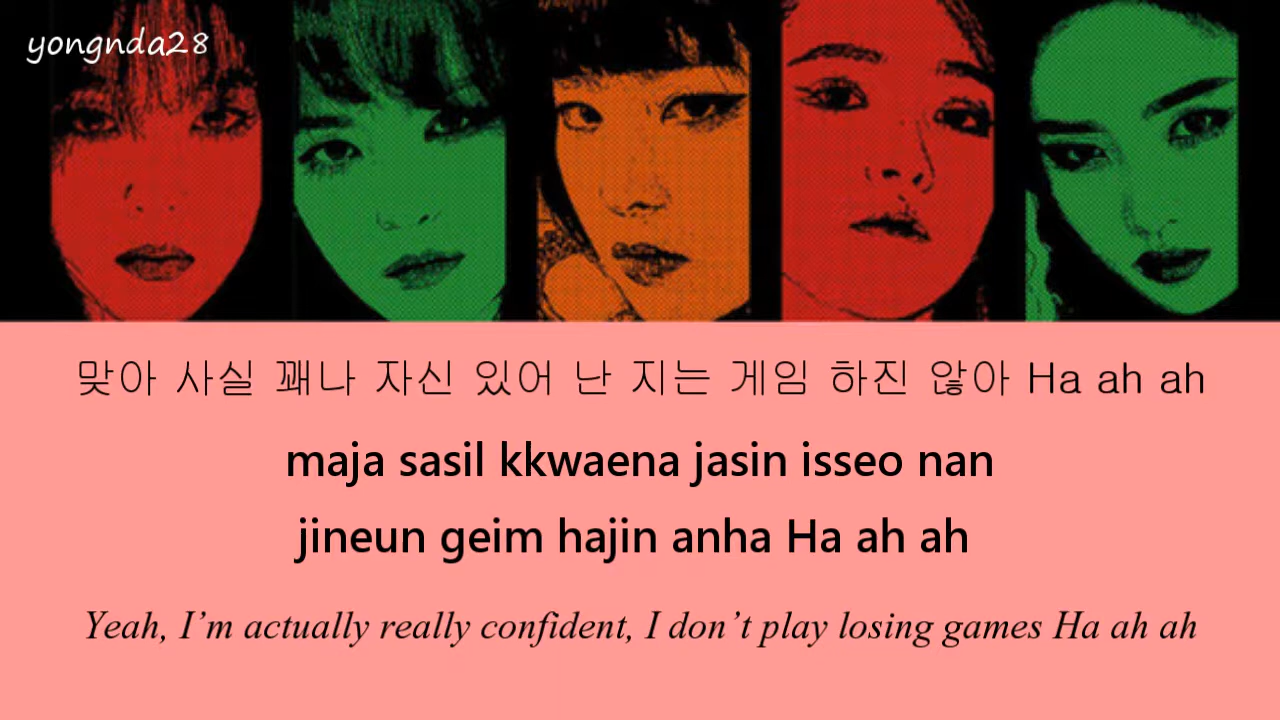 yongnda28
맞아 사실 꽤나 자신 있어 난 지는 게임 하진 않아 Ha ah ah
maja sasil kkwaena jasin isseo nan
jineun geim hajin anha Ha ah ah
Yeah, I’m actually really confident, I don’t play losing games Ha ah ah